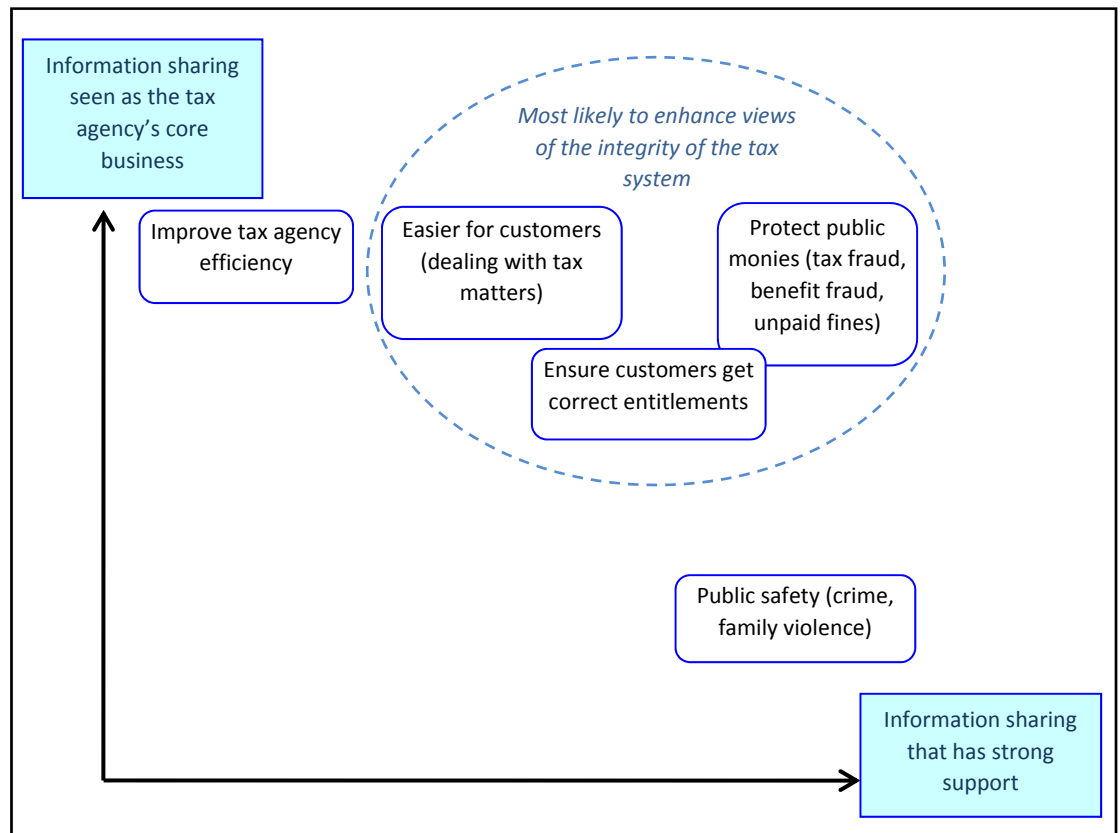 Information sharing
seen as the tax
agency’s core
business
Most likely to enhance views
of the integrity of the tax
system
Improve tax agency
efficiency
Easier for customers
(dealing with tax
matters)
Protect public
monies (tax fraud,
benefit fraud,
unpaid fines)
Ensure customers get
correct entitlements
Public safety (crime,
family violence)
Information sharing
that has strong
support